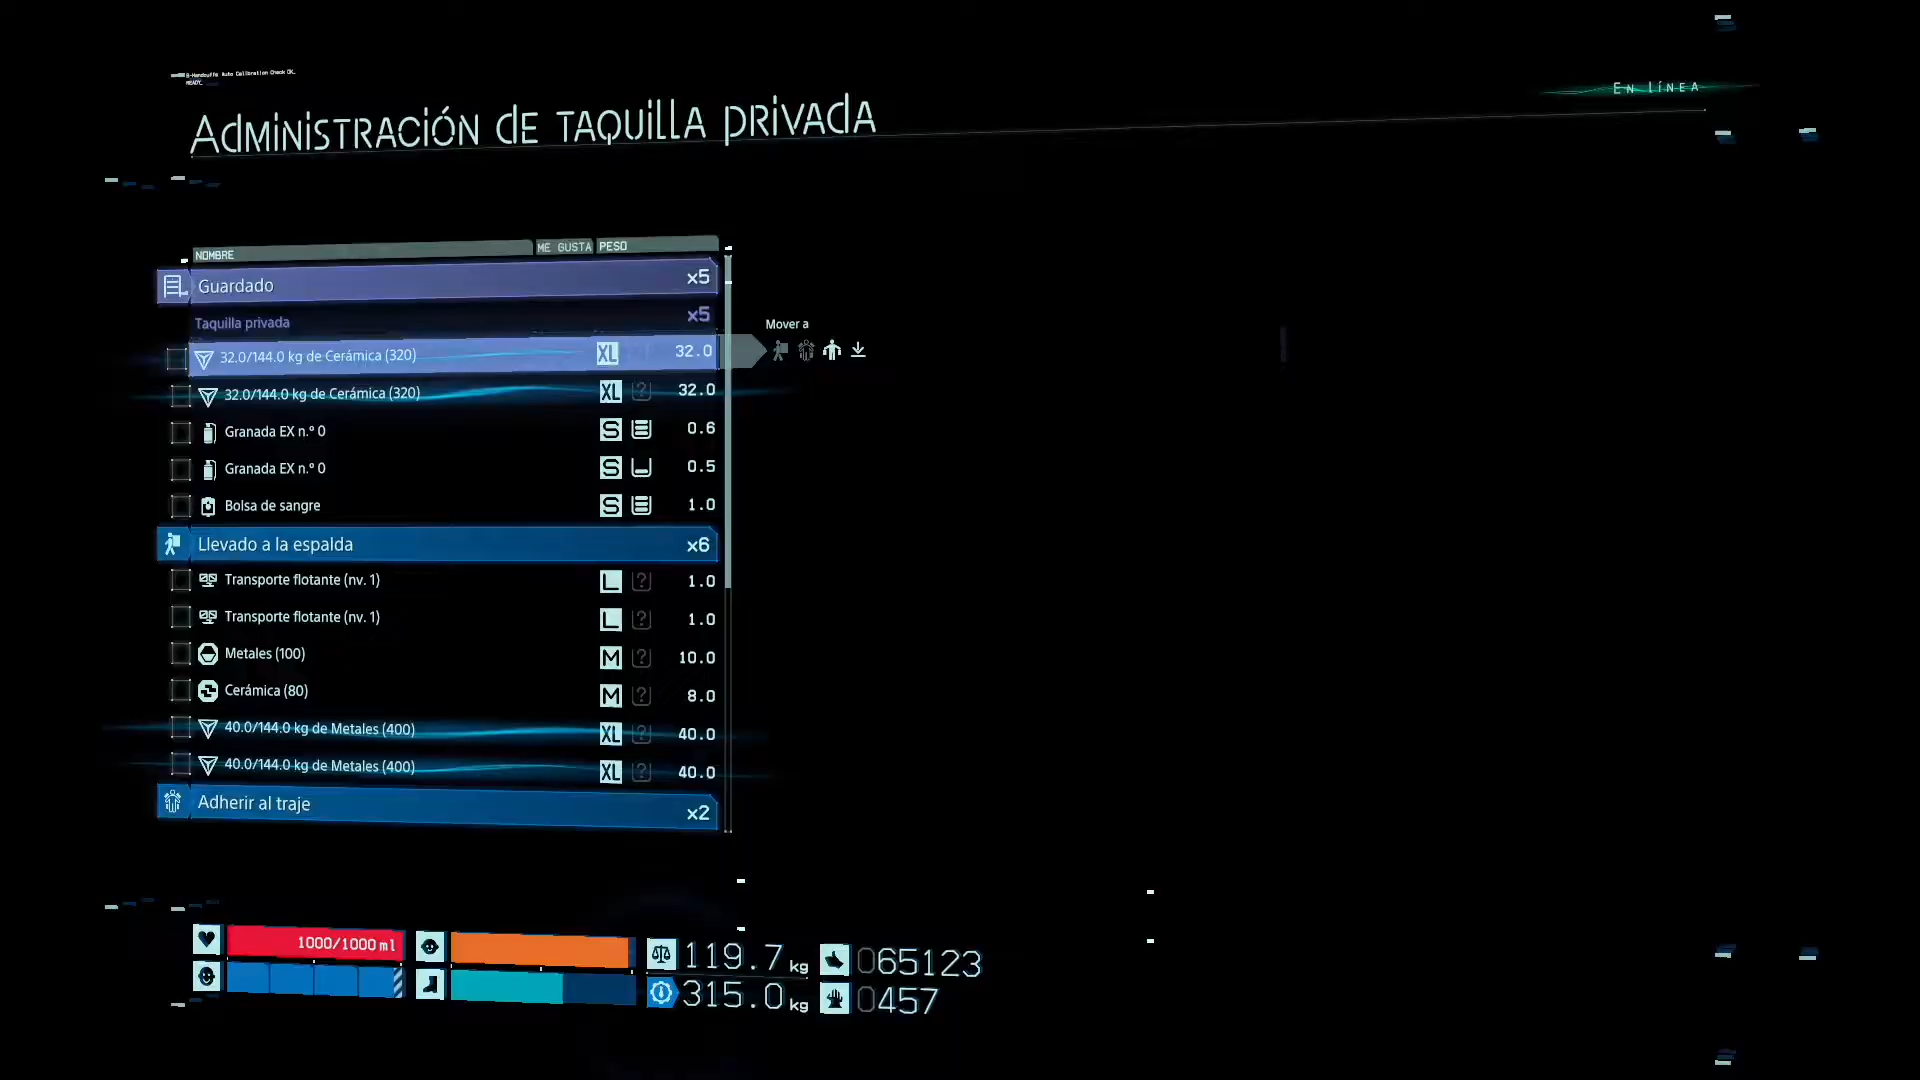 B-Handcuffs Auto Calibration Check OK.
READY.
Administración de taquilla privada
En línea
NOMBRE ME GUSTA PESO
Guardado x5
Taquilla privada x5
32.0/144.0 kg de Cerámica (320) XL 32.0
Mover a
32.0/144.0 kg de Cerámica (320) XL ? 32.0
Granada EX n.º 0 S 0.6
Granada EX n.º 0 S 0.5
Bolsa de sangre S 1.0
Llevado a la espalda x6
Transporte flotante (nv. 1) L ? 1.0
Transporte flotante (nv. 1) L ? 1.0
Metales (100) M ? 10.0
Cerámica (80) M ? 8.0
40.0/144.0 kg de Metales (400) XL ? 40.0
40.0/144.0 kg de Metales (400) XL ? 40.0
Adherir al traje x2
1000/1000 ml
119.7 kg 065123
315.0 kg 0457